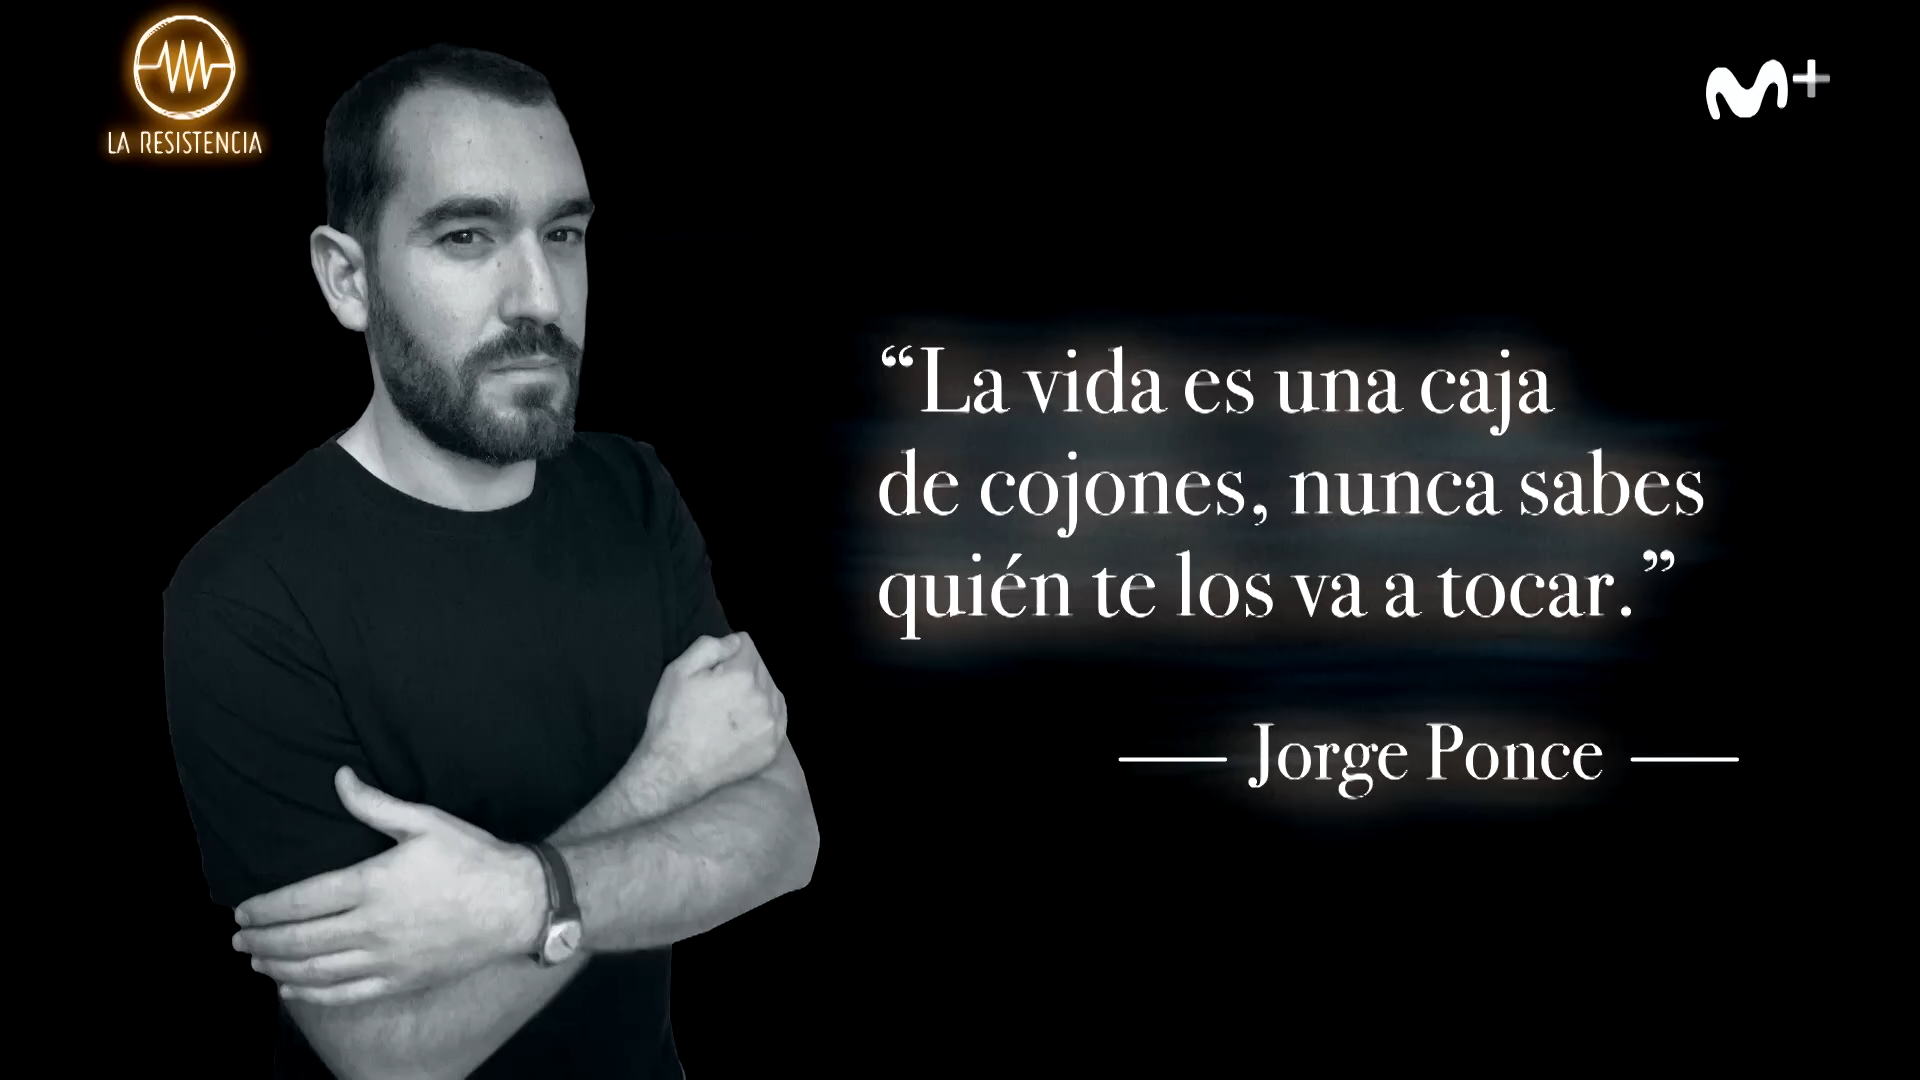 LA RESISTENCIA
M+
“La vida es una caja
de cojones, nunca sabes
quién te los va a tocar.”
Jorge Ponce